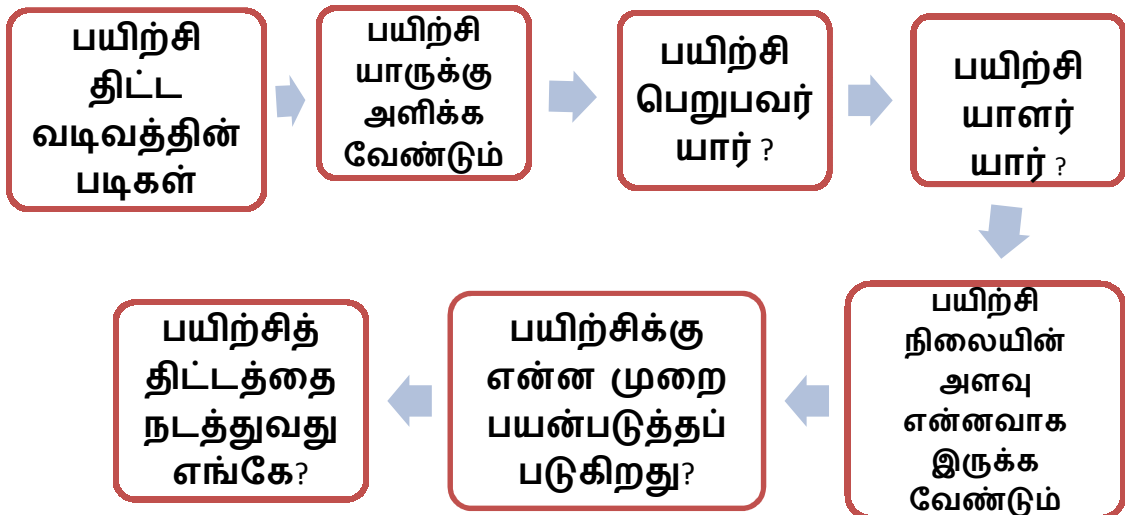 பயிற்சி
திட்ட
வடிவத்தின்
படிகள்
பயிற்சி
யாருக்கு
அளிக்க
வேண்டும்
பயிற்சி
பெறுபவர்
யார் ?
பயிற்சி
யாளர்
யார் ?
பயிற்சி
நிலையின்
அளவு
என்னவாக
இருக்க
வேண்டும்
பயிற்சிக்கு
என்ன முறை
பயன்படுத்தப்
படுகிறது?
பயிற்சித்
திட்டத்தை
நடத்துவது
எங்கே?